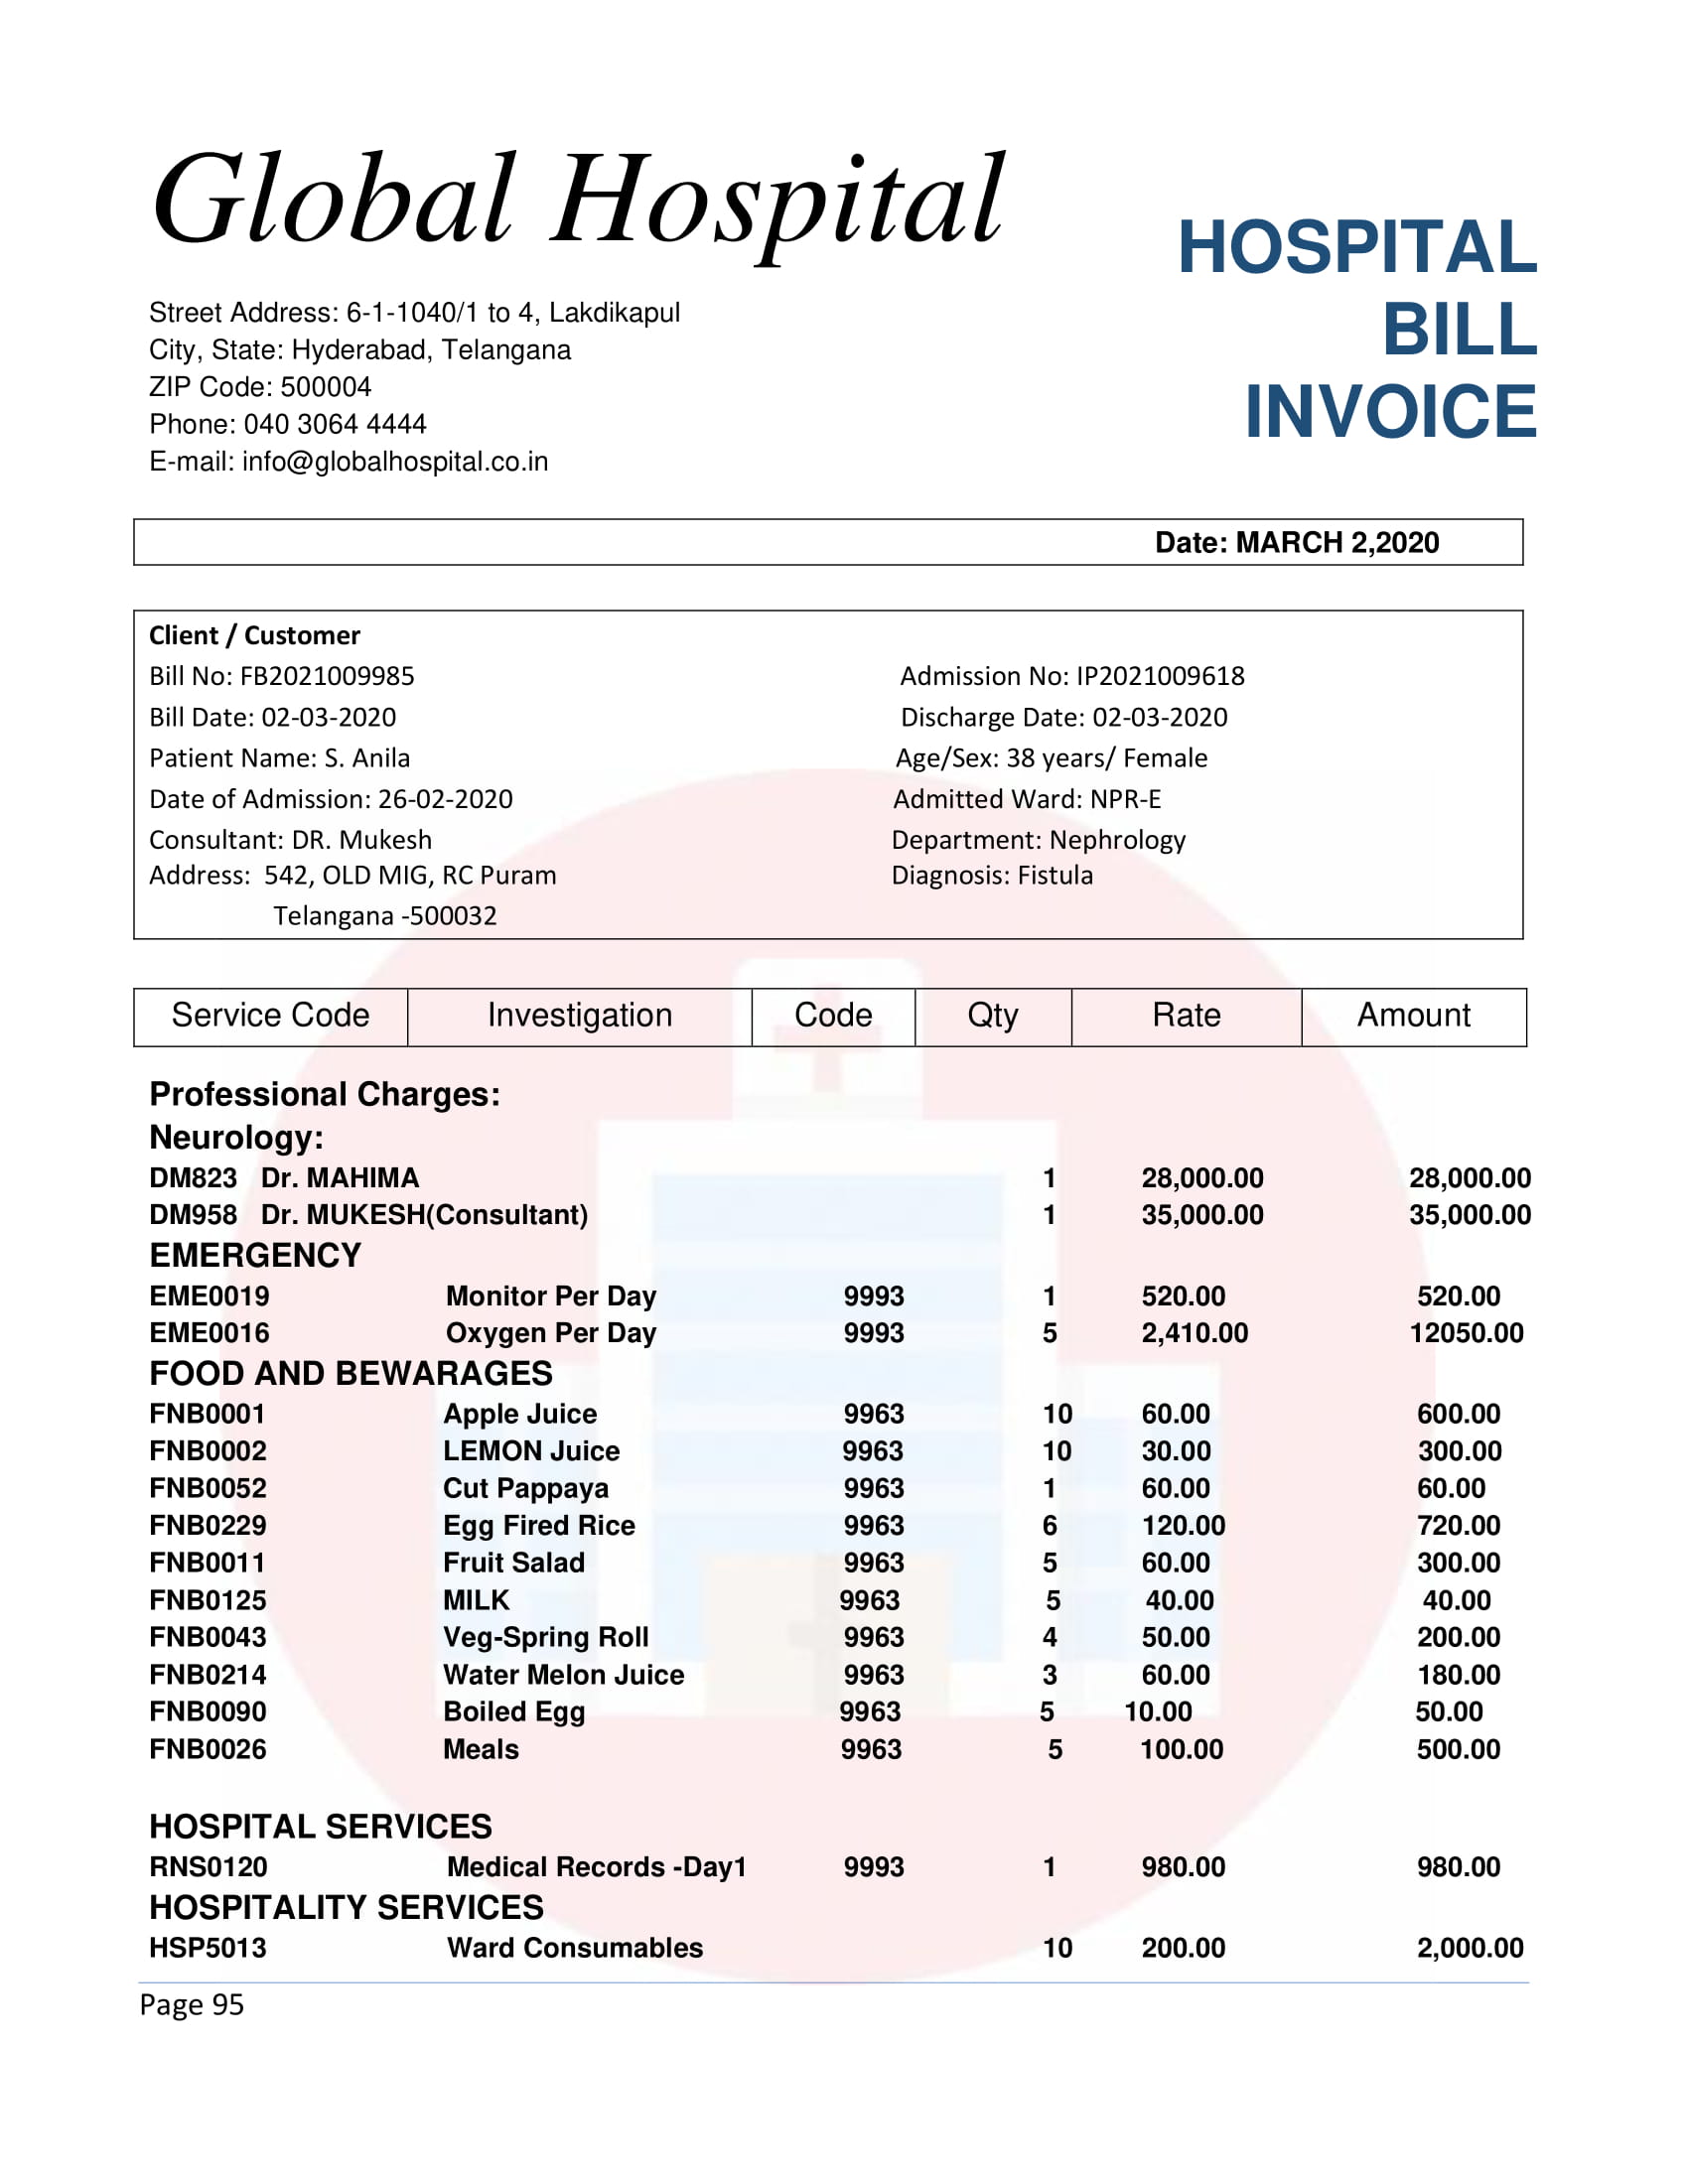 Global Hospital
HOSPITAL
BILL
INVOICE
Street Address: 6-1-1040/1 to 4, Lakdikapul
City, State: Hyderabad, Telangana
ZIP Code: 500004
Phone: 040 3064 4444
E-mail: info@globalhospital.co.in
Date: MARCH 2,2020
Client / Customer
Bill No: FB2021009985 Admission No: IP2021009618
Bill Date: 02-03-2020 Discharge Date: 02-03-2020
Patient Name: S. Anila Age/Sex: 38 years/ Female
Date of Admission: 26-02-2020 Admitted Ward: NPR-E
Consultant: DR. Mukesh Department: Nephrology
Address: 542, OLD MIG, RC Puram Diagnosis: Fistula
Telangana -500032
Service Code Investigation Code Qty Rate Amount
Professional Charges:
Neurology:
DM823 Dr. MAHIMA 1 28,000.00 28,000.00
DM958 Dr. MUKESH(Consultant) 1 35,000.00 35,000.00
EMERGENCY
EME0019 Monitor Per Day 9993 1 520.00 520.00
EME0016 Oxygen Per Day 9993 5 2,410.00 12050.00
FOOD AND BEWARAGES
FNB0001 Apple Juice 9963 10 60.00 600.00
FNB0002 LEMON Juice 9963 10 30.00 300.00
FNB0052 Cut Pappaya 9963 1 60.00 60.00
FNB0229 Egg Fired Rice 9963 6 120.00 720.00
FNB0011 Fruit Salad 9963 5 60.00 300.00
FNB0125 MILK 9963 5 40.00 40.00
FNB0043 Veg-Spring Roll 9963 4 50.00 200.00
FNB0214 Water Melon Juice 9963 3 60.00 180.00
FNB0090 Boiled Egg 9963 5 10.00 50.00
FNB0026 Meals 9963 5 100.00 500.00
HOSPITAL SERVICES
RNS0120 Medical Records -Day1 9993 1 980.00 980.00
HOSPITALITY SERVICES
HSP5013 Ward Consumables 10 200.00 2,000.00
Page 95